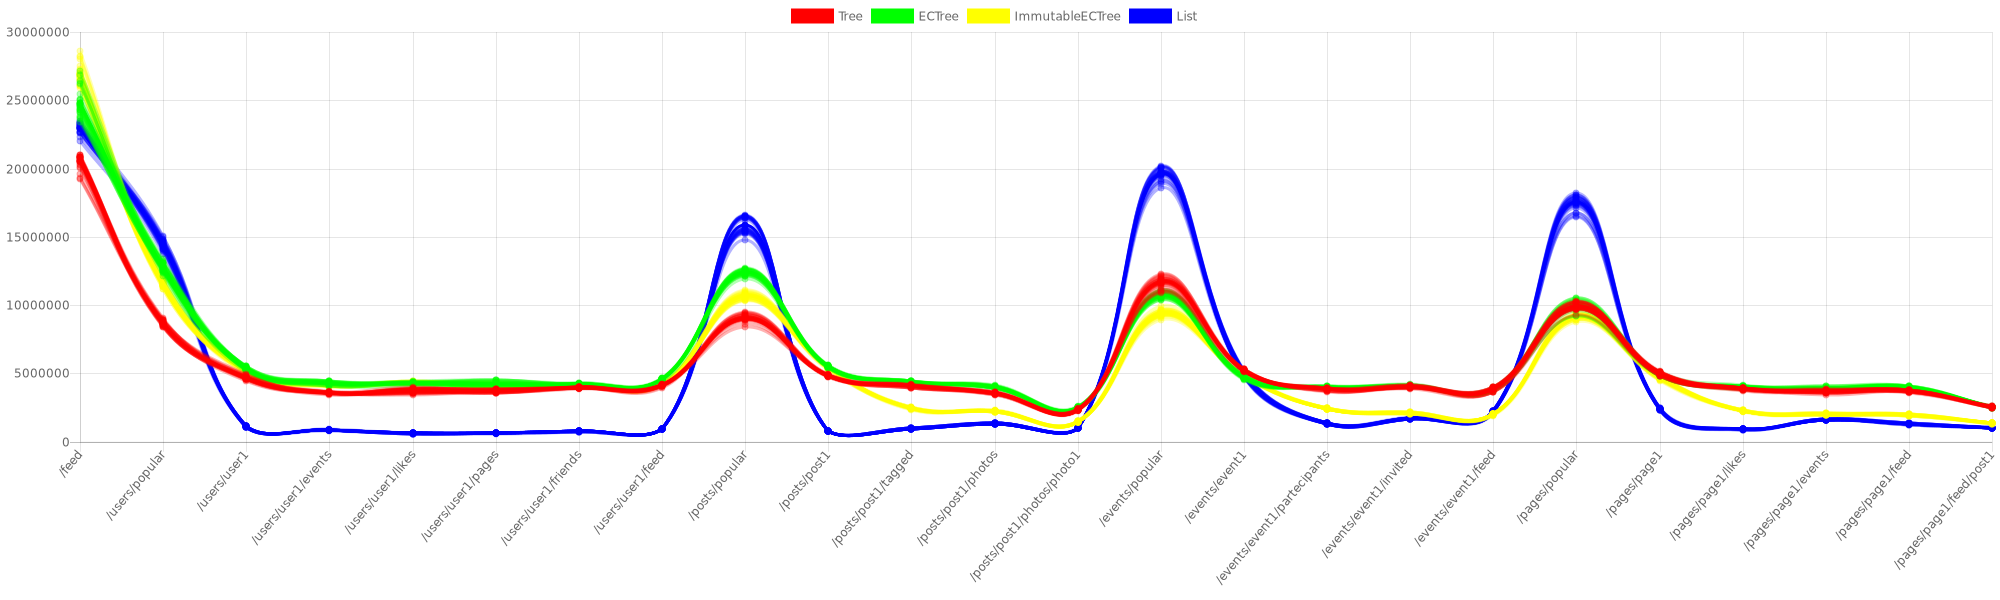 Tree ECTree ImmutableECTree List
30000000
25000000
20000000
15000000
10000000
5000000
0
/feed
/users/popular
/users/user1
/users/user1/events
/users/user1/likes
/users/user1/pages
/users/user1/friends
/users/user1/feed
/posts/popular
/posts/post1
/posts/post1/tagged
/posts/post1/photos
/posts/post1/photos/photo1
/events/popular
/events/event1
/events/event1/partecipants
/events/event1/invited
/events/event1/feed
/pages/popular
/pages/page1
/pages/page1/likes
/pages/page1/events
/pages/page1/feed
/pages/page1/feed/post1